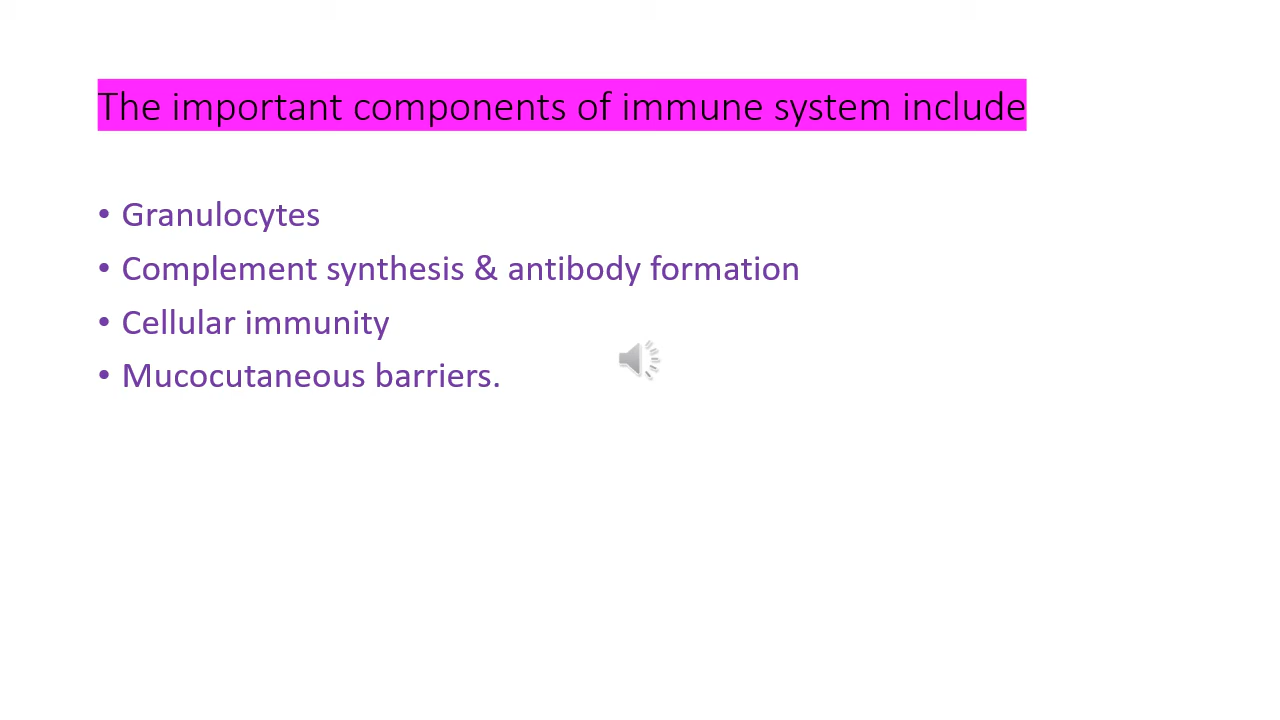 The important components of immune system include
• Granulocytes
• Complement synthesis & antibody formation
• Cellular immunity
• Mucocutaneous barriers.